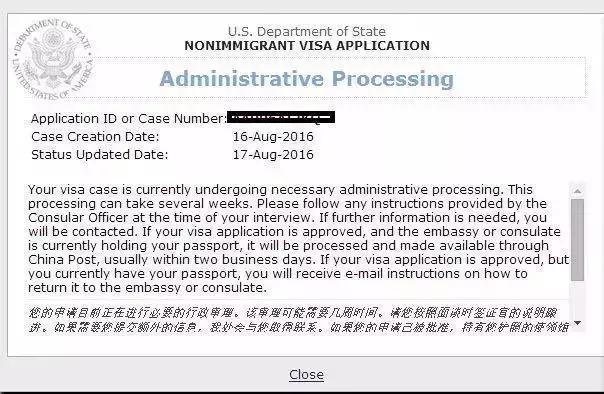 U.S. Department of State
NONIMMIGRANT VISA APPLICATION
Administrative Processing
Application ID or Case Number:
Case Creation Date: 16-Aug-2016
Status Updated Date: 17-Aug-2016
Your visa case is currently undergoing necessary administrative processing. This
processing can take several weeks. Please follow any instructions provided by the
Consular Officer at the time of your interview. If further information is needed, you
will be contacted. If your visa application is approved, and the embassy or consulate
is currently holding your passport, it will be processed and made available through
China Post, usually within two business days. If your visa application is approved, but
you currently have your passport, you will receive e-mail instructions on how to
return it to the embassy or consulate.
您的申请目前正在进行必要的行政审理。该审理可能需要几周时间。请您按照面谈时签证官的说明跟
进。如果需要您提交额外的信息，我处会与您取得联系。如果您的申请已被批准，持有您护照的使领馆
Close
DEPARTMENT OF STATE
UNITED STATES OF AMERICA